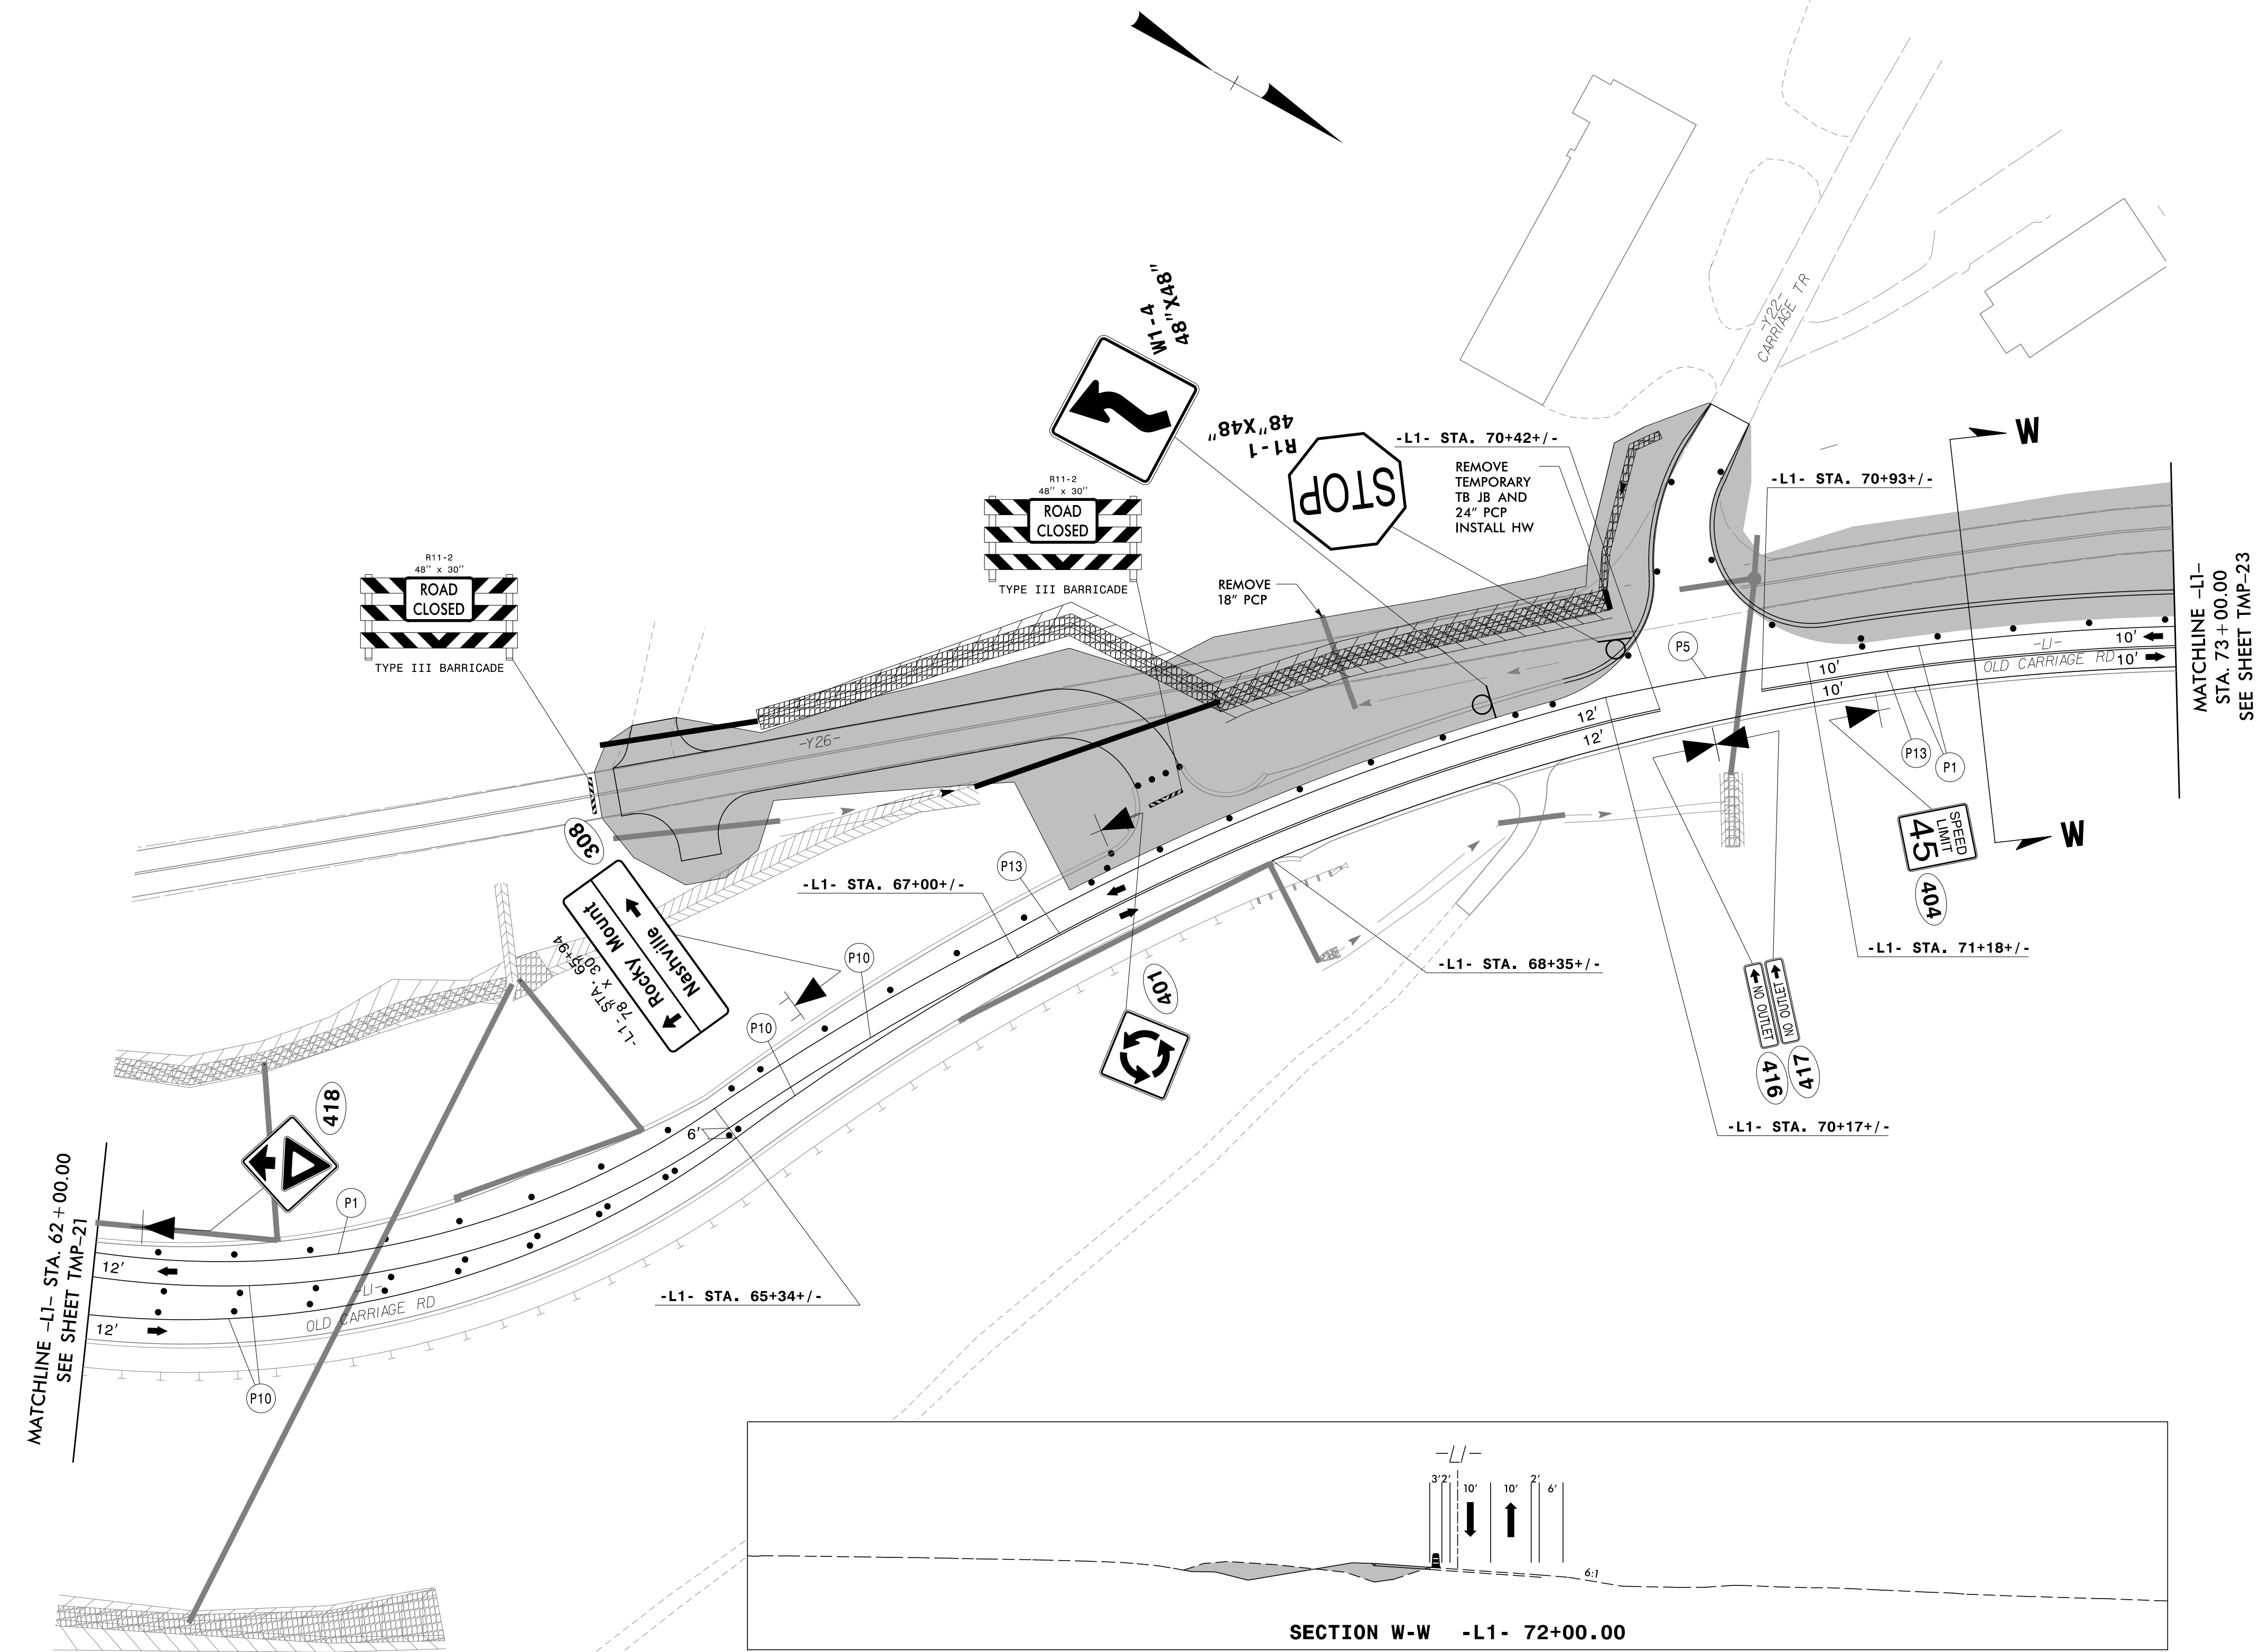 W1-4
48"X48"
R1-1
48"X48"
STOP
-L1- STA. 70+42+/-
REMOVE
TEMPORARY
TB JB AND
24" PCP
INSTALL HW
-Y22-
CARRIAGE TR
-L1- STA. 70+93+/-
W
R11-2
48" x 30"
ROAD
CLOSED
TYPE III BARRICADE
R11-2
48" x 30"
ROAD
CLOSED
TYPE III BARRICADE
REMOVE
18" PCP
MATCHLINE -L1-
STA. 73+00.00
SEE SHEET TMP-23
P5
10'
10'
-L1-
OLD CARRIAGE RD
10'
10'
12'
12'
-Y26-
P13
P1
308
Nashville
Rocky Mount
-L1- STA. 65+94
78 x 30
-L1- STA. 67+00+/-
P13
SPEED
LIMIT
45
404
W
-L1- STA. 71+18+/-
-L1- STA. 68+35+/-
P10
P10
401
NO OUTLET
NO OUTLET
416
417
-L1- STA. 70+17+/-
418
6'
P1
MATCHLINE -L1- STA. 62+00.00
SEE SHEET TMP-21
12'
12'
-L1-
OLD CARRIAGE RD
P10
-L1- STA. 65+34+/-
-L1-
3'
2'
10'
10'
2'
6'
6:1
SECTION W-W -L1- 72+00.00